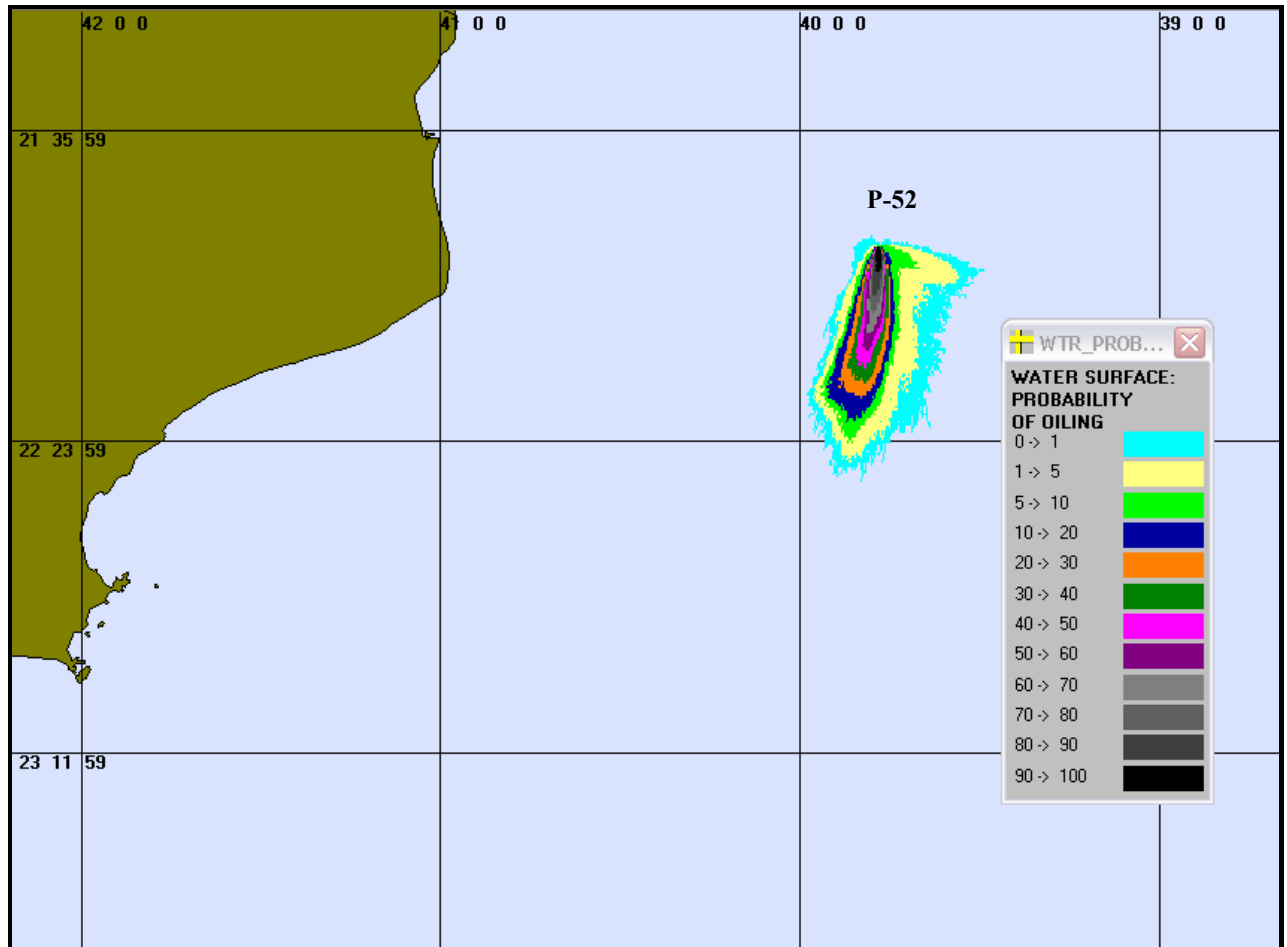 42 0 0
41 0 0
40 0 0
39 0 0
21 35 59
P-52
WTR_PROB...
WATER SURFACE:
PROBABILITY
OF OILING
0 -> 1
1 -> 5
5 -> 10
10 -> 20
20 -> 30
30 -> 40
40 -> 50
50 -> 60
60 -> 70
70 -> 80
80 -> 90
90 -> 100
22 23 59
23 11 59